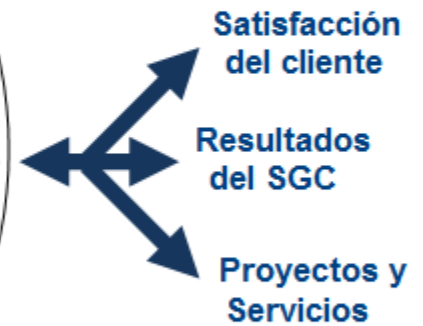 Satisfacción
del cliente
Resultados
del SGC
Proyectos y
Servicios